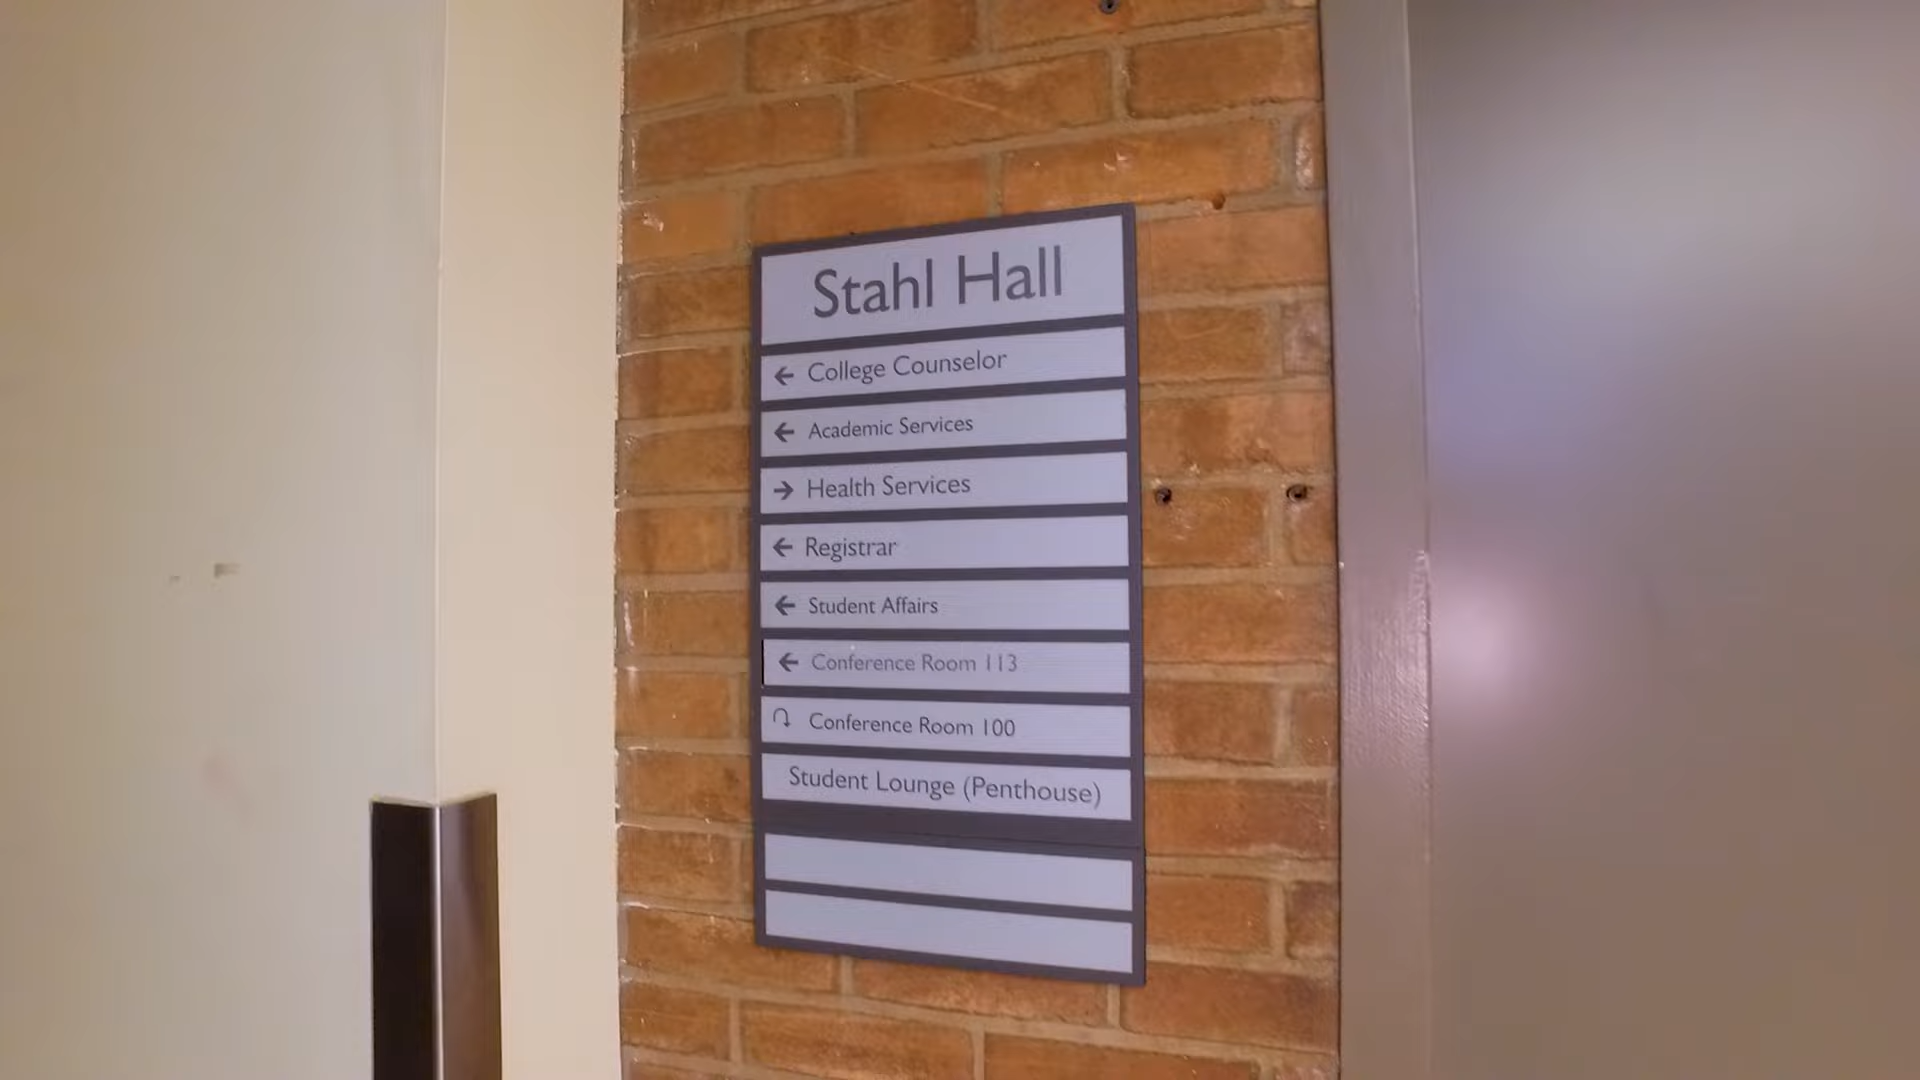 Stahl Hall
← College Counselor
← Academic Services
→ Health Services
← Registrar
← Student Affairs
← Conference Room 113
Conference Room 100
Student Lounge (Penthouse)